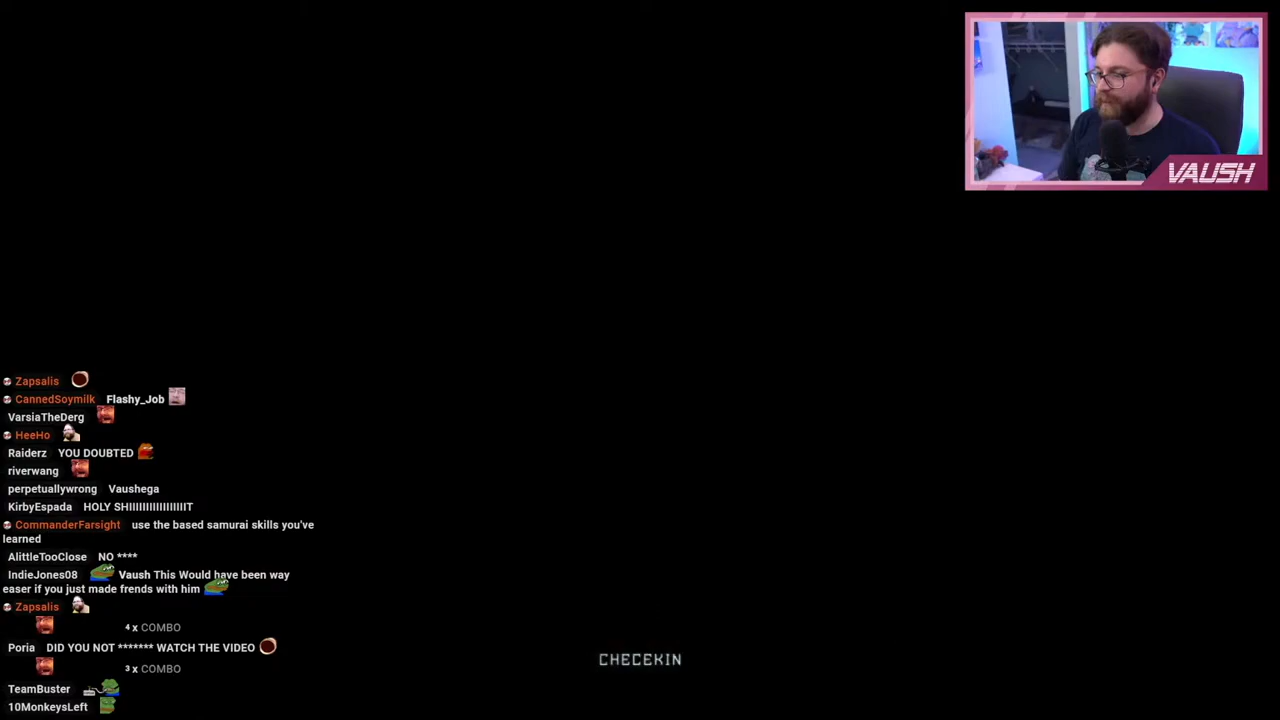 VAUSH
Zapsalis
CannedSoymilk Flashy_Job
VarsiaTheDerg
HeeHo
Raiderz YOU DOUBTED
riverwang
perpetuallywrong Vaushega
KirbyEspada HOLY SHIIIIIIIIIIIIIIIIIT
CommanderFarsight use the based samurai skills you've
learned
AlittleTooClose NO ****
IndieJones08 Vaush This Would have been way
easer if you just made frends with him
Zapsalis
4 x COMBO
Poria DID YOU NOT ******* WATCH THE VIDEO
3 x COMBO
TeamBuster
10MonkeysLeft
CHECEKIN